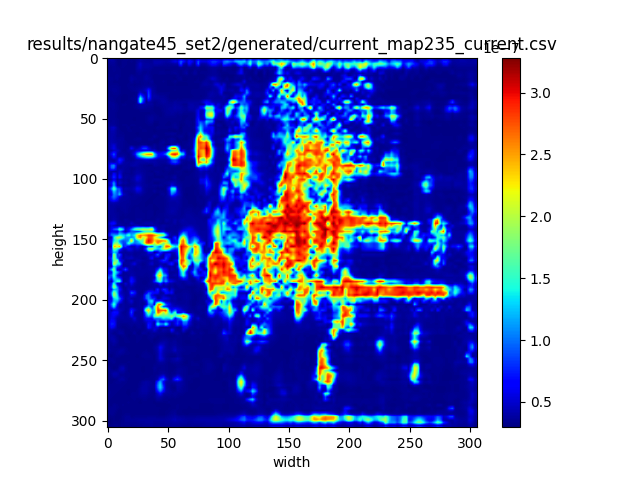 results/nangate45_set2/generated/current_map235_current.csv
1e−7
0
50
100
150
200
250
300
height
0 50 100 150 200 250 300
width
3.0
2.5
2.0
1.5
1.0
0.5